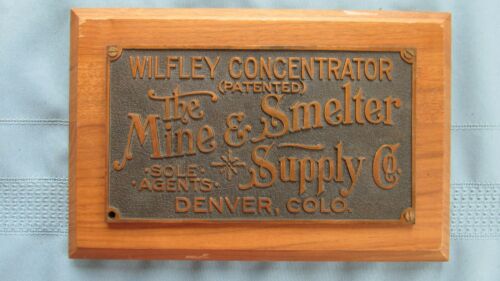 WILFLEY CONCENTRATOR
(PATENTED)
The
Mine & Smelter
Supply Co.
·SOLE·
·AGENTS·
DENVER, COLO.